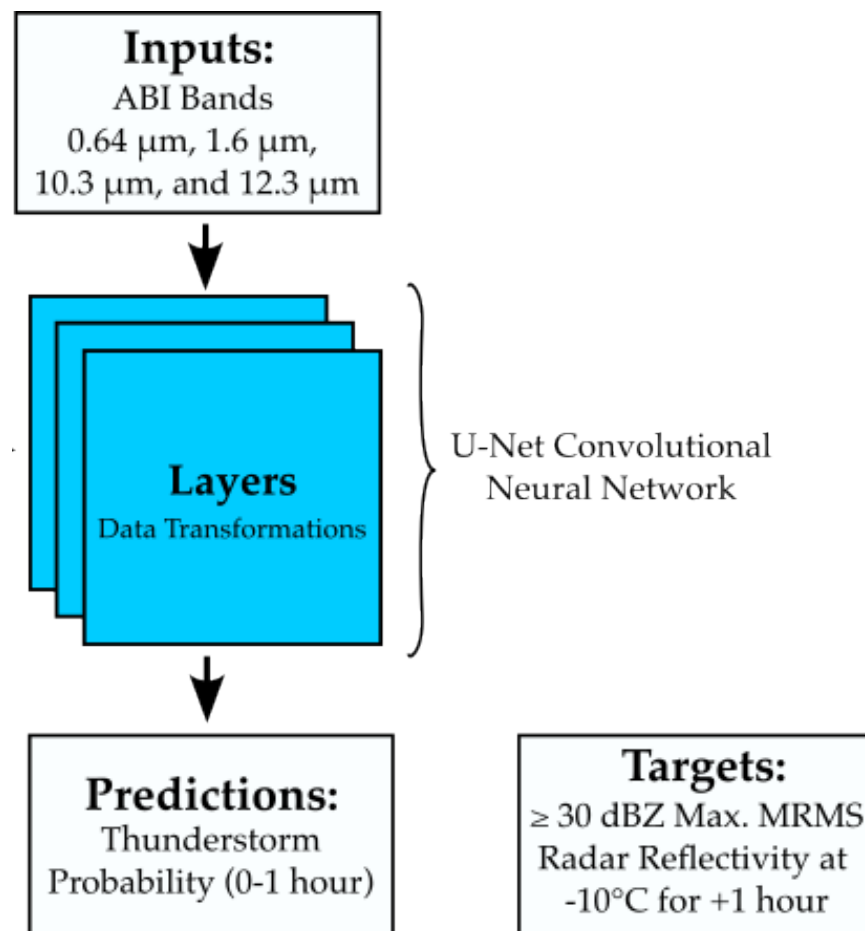 Inputs:
ABI Bands
0.64 μm, 1.6 μm,
10.3 μm, and 12.3 μm
Layers
Data Transformations
U-Net Convolutional
Neural Network
Predictions:
Thunderstorm
Probability (0-1 hour)
Targets:
≥ 30 dBZ Max. MRMS
Radar Reflectivity at
-10°C for +1 hour